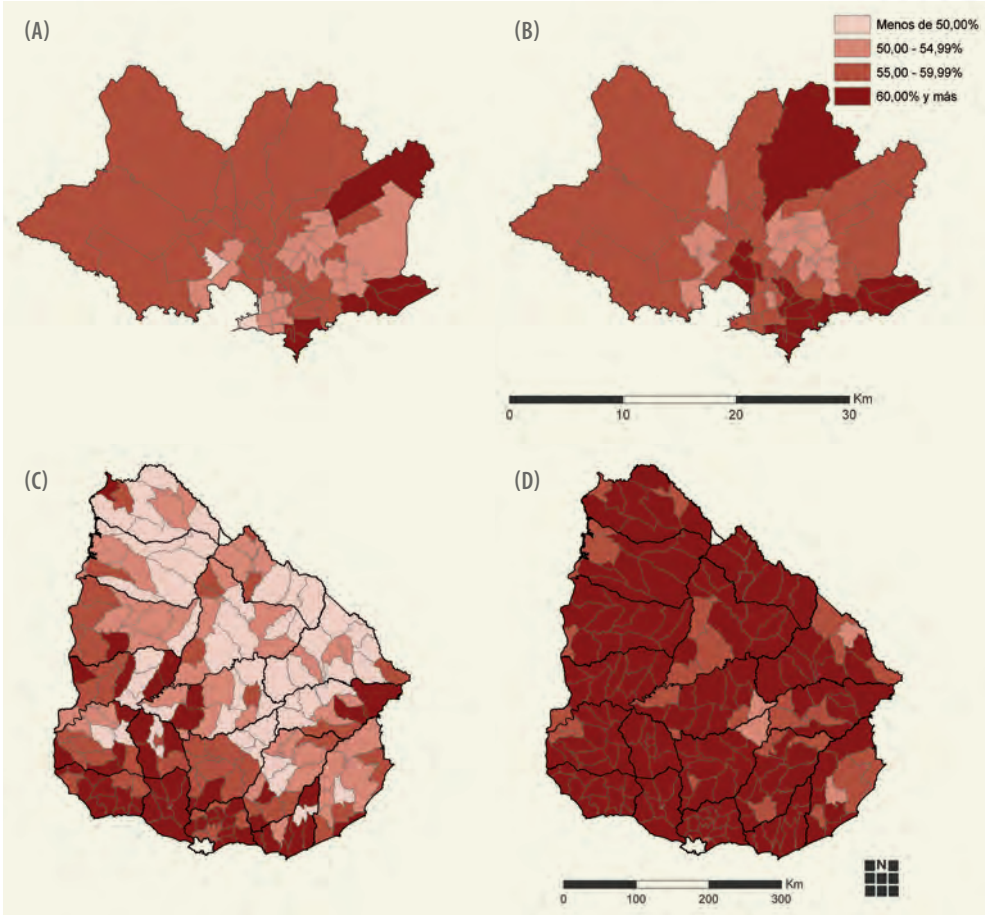 (A)
(B)
Menos de 50,00%
50,00 - 54,99%
55,00 - 59,99%
60,00% y más
Km
0 10 20 30
(C)
(D)
N
Km
0 100 200 300